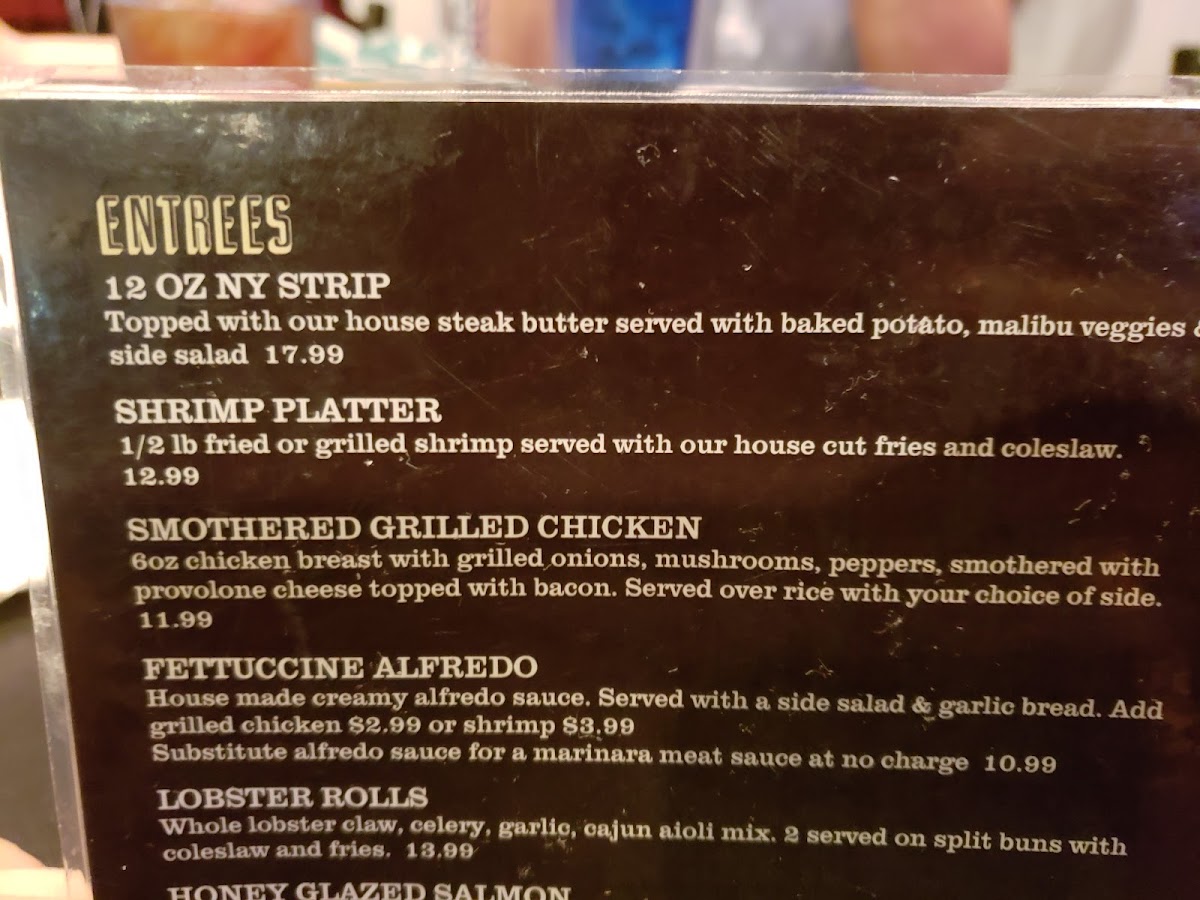 ENTREES
12 OZ NY STRIP
Topped with our house steak butter served with baked potato, malibu veggies &
side salad 17.99
SHRIMP PLATTER
1/2 lb fried or grilled shrimp served with our house cut fries and coleslaw.
12.99
SMOTHERED GRILLED CHICKEN
6oz chicken breast with grilled onions, mushrooms, peppers, smothered with
provolone cheese topped with bacon. Served over rice with your choice of side.
11.99
FETTUCCINE ALFREDO
House made creamy alfredo sauce. Served with a side salad & garlic bread. Add
grilled chicken $2.99 or shrimp $3.99
Substitute alfredo sauce for a marinara meat sauce at no charge 10.99
LOBSTER ROLLS
Whole lobster claw, celery, garlic, cajun aioli mix. 2 served on split buns with
coleslaw and fries. 13.99
HONEY GLAZED SALMON